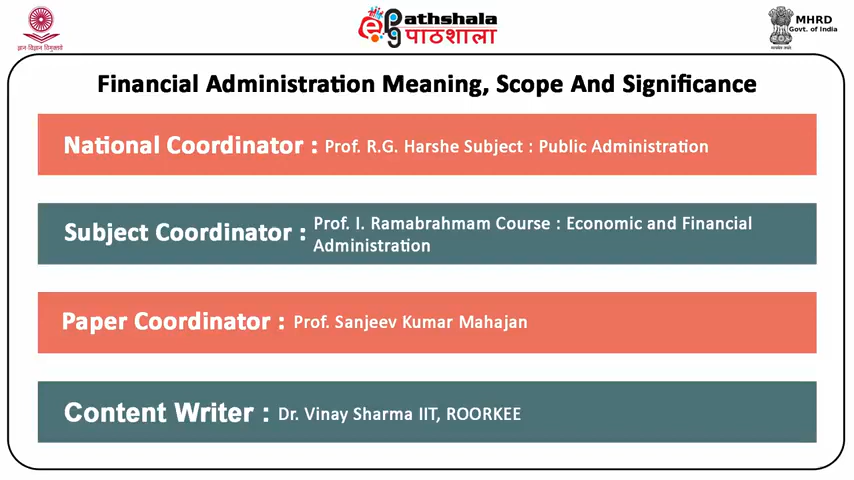 ज्ञान विज्ञान विमुक्तये
ePathshala
पाठशाला
MHRD
Govt. of India
Financial Administration Meaning, Scope And Significance
National Coordinator : Prof. R.G. Harshe Subject : Public Administration
Subject Coordinator : Prof. I. Ramabrahmam Course : Economic and Financial
Administration
Paper Coordinator : Prof. Sanjeev Kumar Mahajan
Content Writer : Dr. Vinay Sharma IIT, ROORKEE